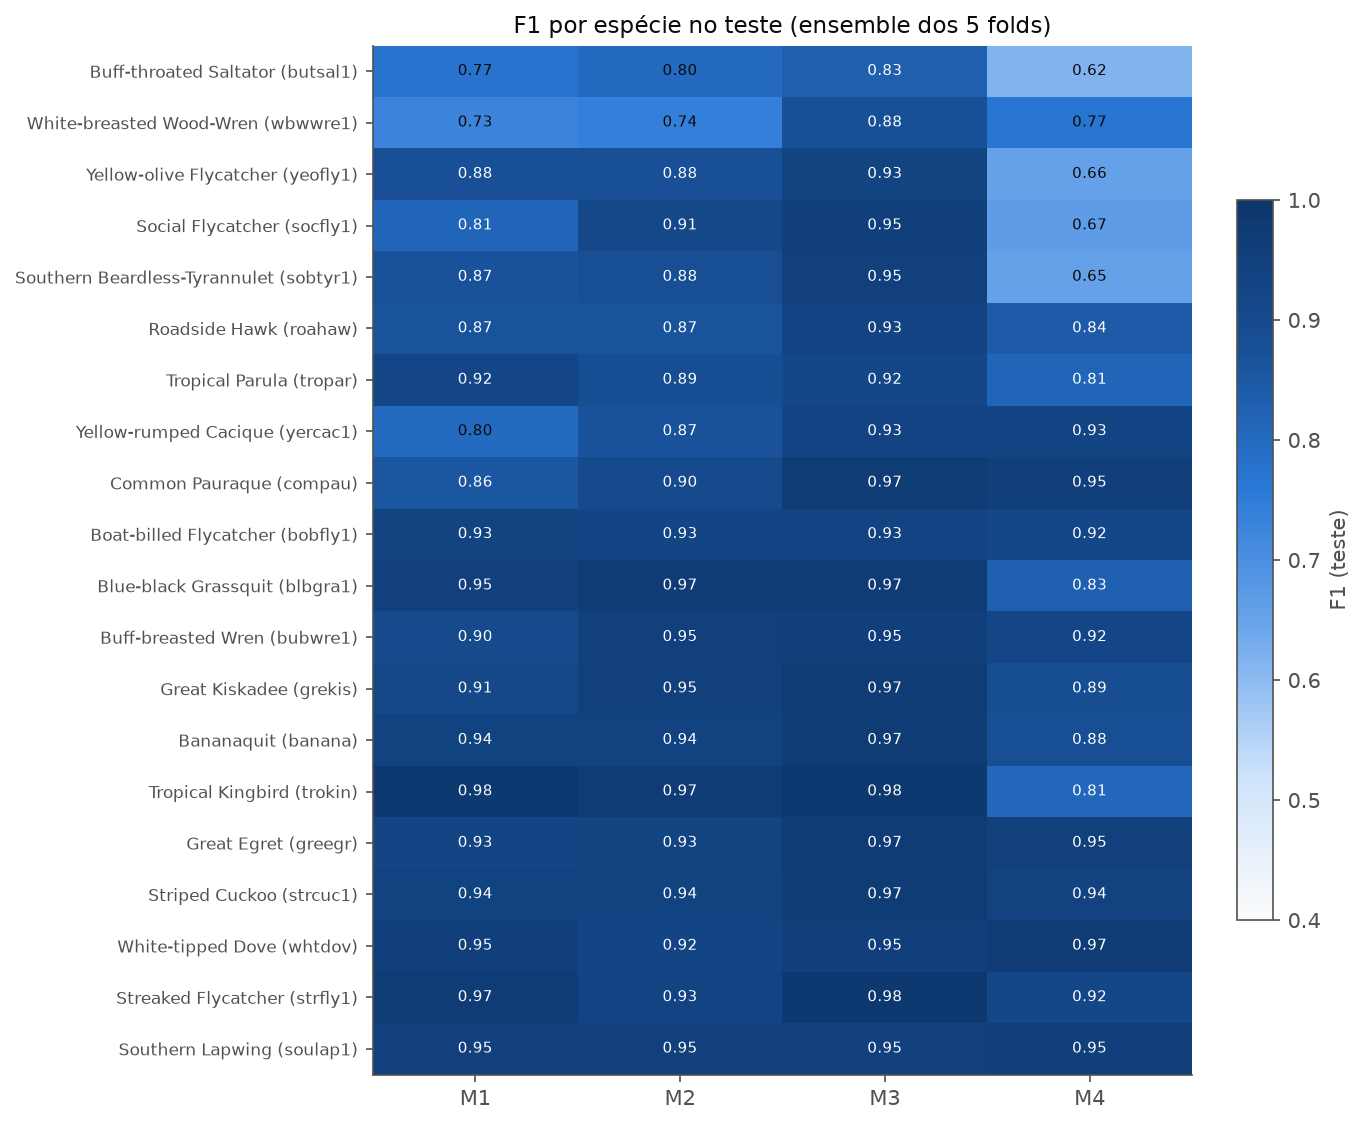 F1 por espécie no teste (ensemble dos 5 folds)
Buff-throated Saltator (butsal1) 0.77 0.80 0.83 0.62
White-breasted Wood-Wren (wbwwre1) 0.73 0.74 0.88 0.77
Yellow-olive Flycatcher (yeofly1) 0.88 0.88 0.93 0.66
Social Flycatcher (socfly1) 0.81 0.91 0.95 0.67
Southern Beardless-Tyrannulet (sobtyr1) 0.87 0.88 0.95 0.65
Roadside Hawk (roahaw) 0.87 0.87 0.93 0.84
Tropical Parula (tropar) 0.92 0.89 0.92 0.81
Yellow-rumped Cacique (yercac1) 0.80 0.87 0.93 0.93
Common Pauraque (compau) 0.86 0.90 0.97 0.95
Boat-billed Flycatcher (bobfly1) 0.93 0.93 0.93 0.92
Blue-black Grassquit (blbgra1) 0.95 0.97 0.97 0.83
Buff-breasted Wren (bubwre1) 0.90 0.95 0.95 0.92
Great Kiskadee (grekis) 0.91 0.95 0.97 0.89
Bananaquit (banana) 0.94 0.94 0.97 0.88
Tropical Kingbird (trokin) 0.98 0.97 0.98 0.81
Great Egret (greegr) 0.93 0.93 0.97 0.95
Striped Cuckoo (strcuc1) 0.94 0.94 0.97 0.94
White-tipped Dove (whtdov) 0.95 0.92 0.95 0.97
Streaked Flycatcher (strfly1) 0.97 0.93 0.98 0.92
Southern Lapwing (soulap1) 0.95 0.95 0.95 0.95
M1 M2 M3 M4
1.0
0.9
0.8
0.7
0.6
0.5
0.4
F1 (teste)